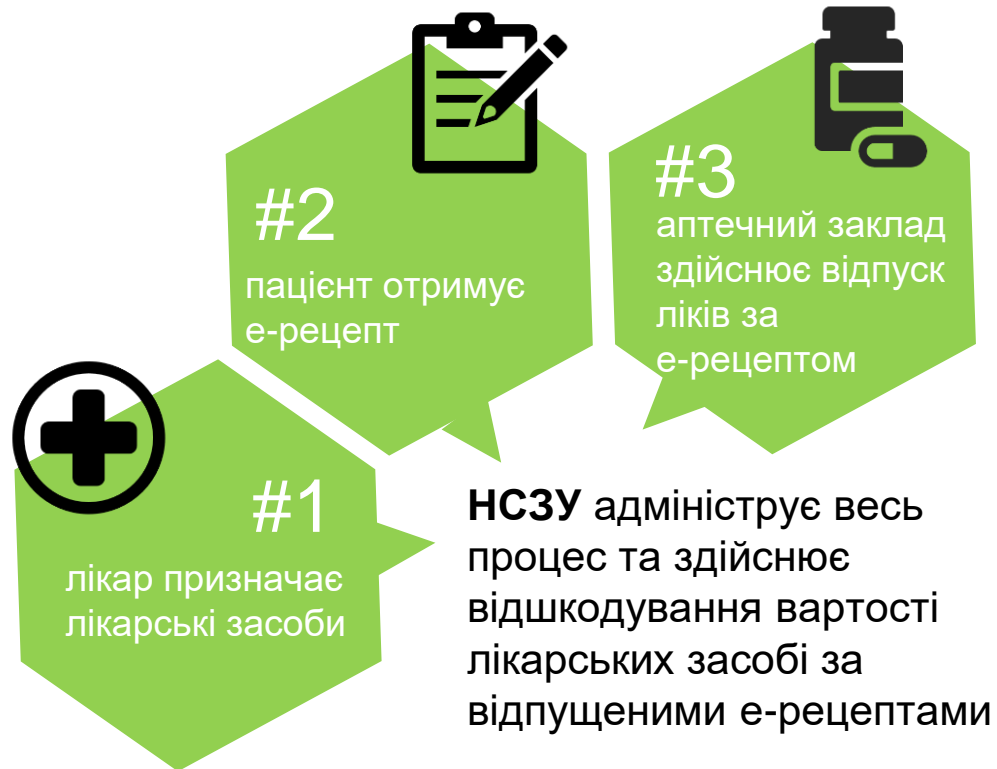 #1
лікар призначає
лікарські засоби
#2
пацієнт отримує
е-рецепт
#3
аптечний заклад
здійснює відпуск
ліків за
е-рецептом
НСЗУ адмініструє весь
процес та здійснює
відшкодування вартості
лікарських засобі за
відпущеними е-рецептами